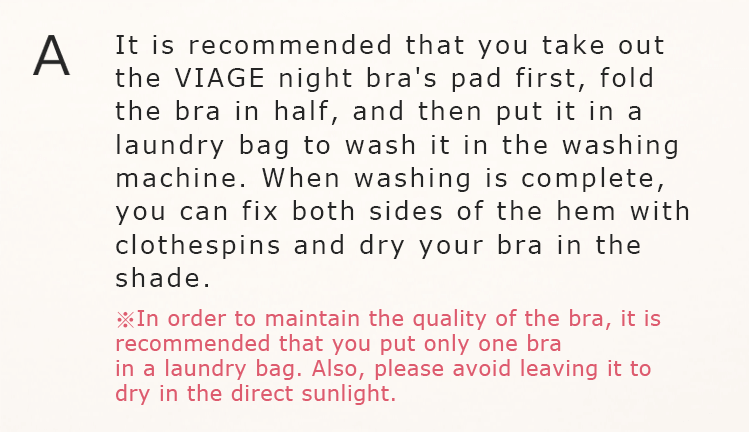 A
It is recommended that you take out
the VIAGE night bra's pad first, fold
the bra in half, and then put it in a
laundry bag to wash it in the washing
machine. When washing is complete,
you can fix both sides of the hem with
clothespins and dry your bra in the
shade.
※In order to maintain the quality of the bra, it is
recommended that you put only one bra
in a laundry bag. Also, please avoid leaving it to
dry in the direct sunlight.